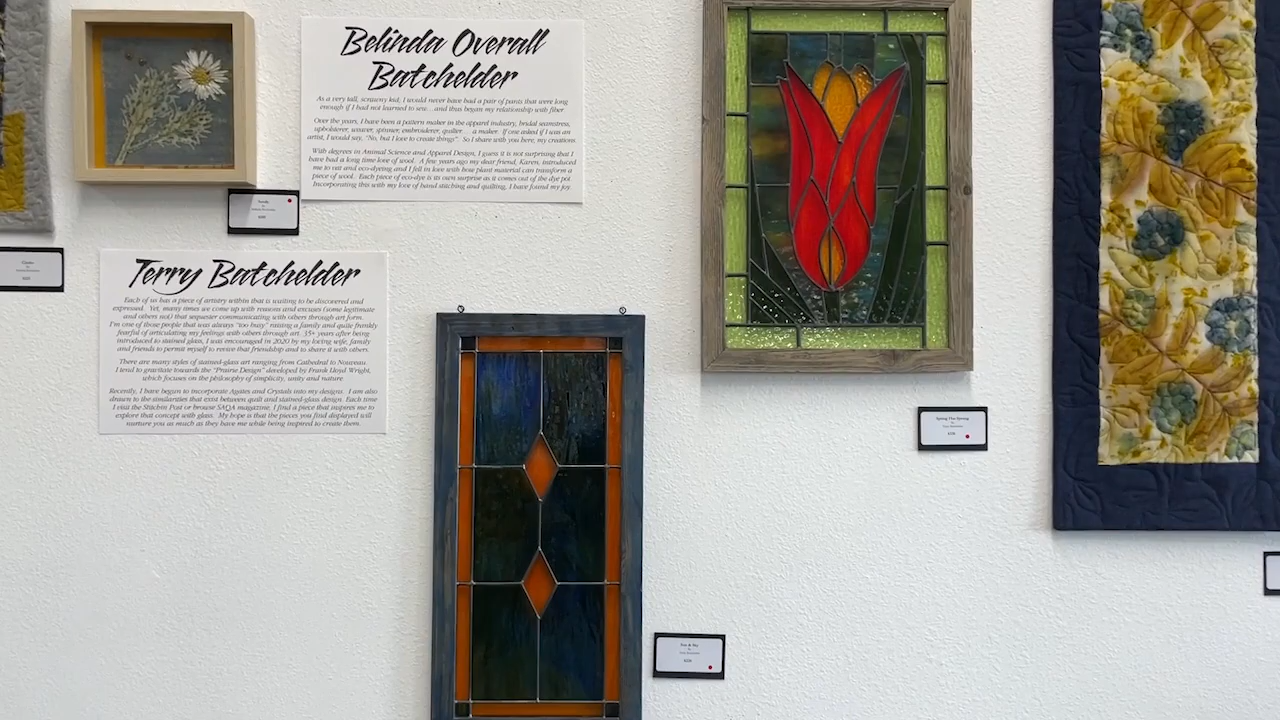 Belinda Overall
Batchelder
As a very tall, scrawny kid, I would never have had a pair of pants that were long
enough if I had not learned to sew... and thus began my relationship with fiber
Over the years, I have been a pattern maker in the apparel industry, bridal seamstress,
upholsterer, weaver, spinner, embroiderer, quilter... a maker. If one asked if I was an
artist, I would say, "No, but I love to create things". So I share with you here, my creations.
With degrees in Animal Science and Apparel Design, I guess it is not surprising that I
have had a long time love of wool. A few years ago my dear friend, Karen, introduced
me to vat and eco-dyeing and I fell in love with how plant material can transform a
piece of wool. Each piece of eco-dye is its own surprise as it comes out of the dye pot.
Incorporating this with my love of hand stitching and quilting, I have found my joy.
Terry Batchelder
Each of us has a piece of artistry within that is waiting to be discovered and
expressed. Yet, many times we come up with reasons and excuses (some legitimate
and others not) that sequester communicating with others through art form.
I'm one of those people that was always "too busy" raising a family and quite frankly
fearful of articulating my feelings with others through art. 35+ years after being
introduced to stained glass, I was encouraged in 2020 by my loving wife, family
and friends to permit myself to revive that friendship and to share it with others.
There are many styles of stained-glass art ranging from Cathedral to Nouveau.
I tend to gravitate towards the "Prairie Design" developed by Frank Lloyd Wright,
which focuses on the philosophy of simplicity, unity and nature
Recently, I have begun to incorporate Agates and Crystals into my designs. I am also
drawn to the similarities that exist between quilt and stained-glass design. Each time
I visit the Stitchin Post or browse SAQA magazine, I find a piece that inspires me to
explore that concept with glass. My hope is that the pieces you find displayed will
nurture you as much as they have me while being inspired to create them.
Spring Has Sprung
by